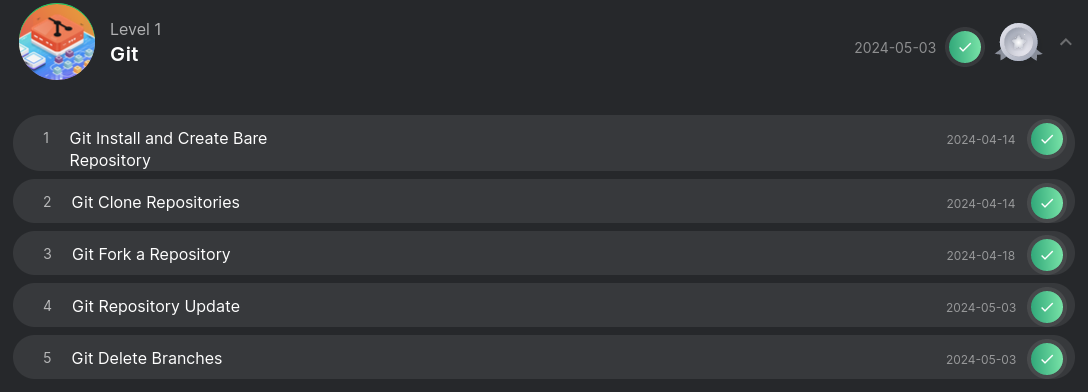 Level 1
Git
2024-05-03
1
Git Install and Create Bare
Repository
2024-04-14
2
Git Clone Repositories
2024-04-14
3
Git Fork a Repository
2024-04-18
4
Git Repository Update
2024-05-03
5
Git Delete Branches
2024-05-03